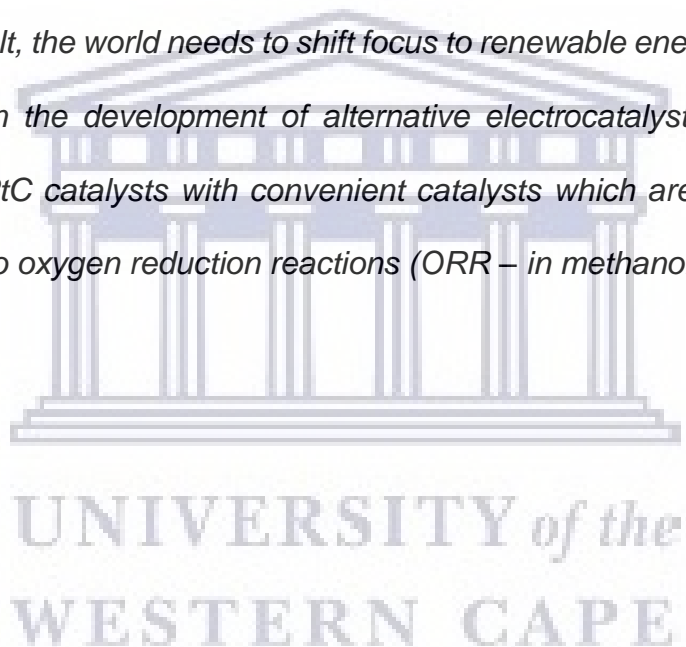 lt, the world needs to shift focus to renewable ene
the development of alternative electrocatalyst
tC catalysts with convenient catalysts which are
o oxygen reduction reactions (ORR – in methano
UNIVERSITY of the
WESTERN CAPE